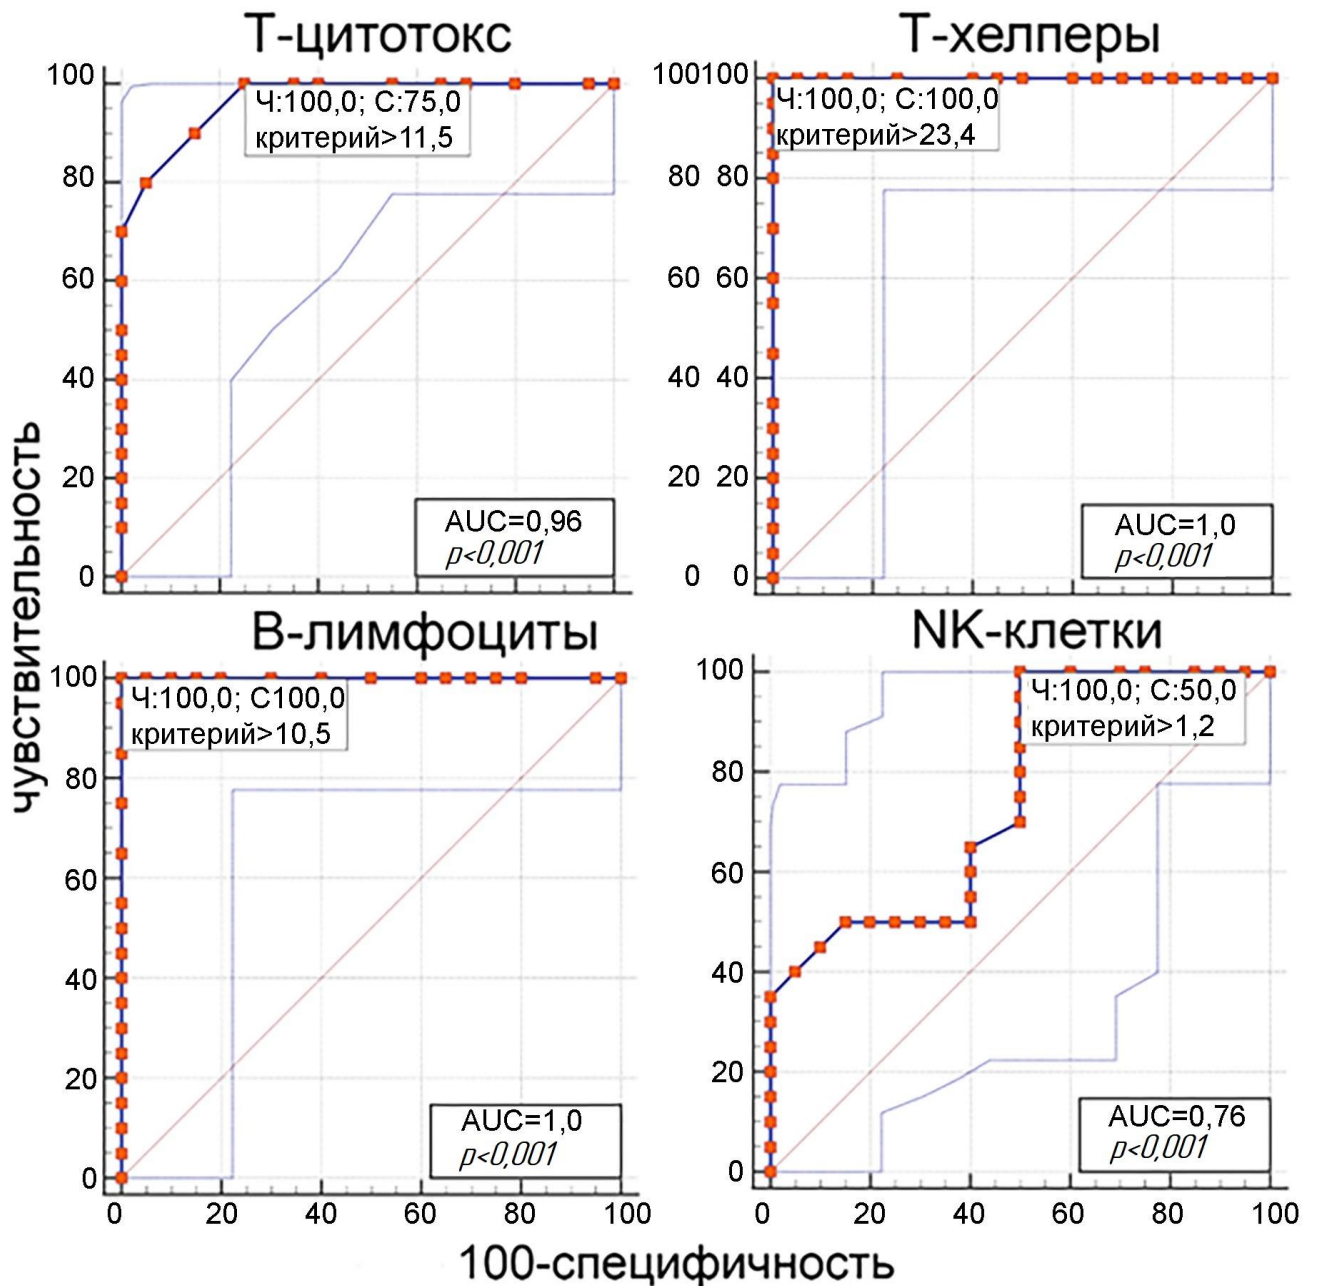 Т-цитотокс
100
80
60
40
20
0
Ч:100,0; С:75,0
критерий>11,5
AUC=0,96
p<0,001
Т-хелперы
100 100
80 80
60 60
40 40
20 20
0 0
Ч:100,0; С:100,0
критерий>23,4
AUC=1,0
p<0,001
чувствительность
В-лимфоциты
100
80
60
40
20
0
Ч:100,0; С100,0
критерий>10,5
AUC=1,0
p<0,001
0 20 40 60 80 100
NK-клетки
100
80
60
40
20
0
Ч:100,0; С:50,0
критерий>1,2
AUC=0,76
p<0,001
0 20 40 60 80 100
100-специфичность